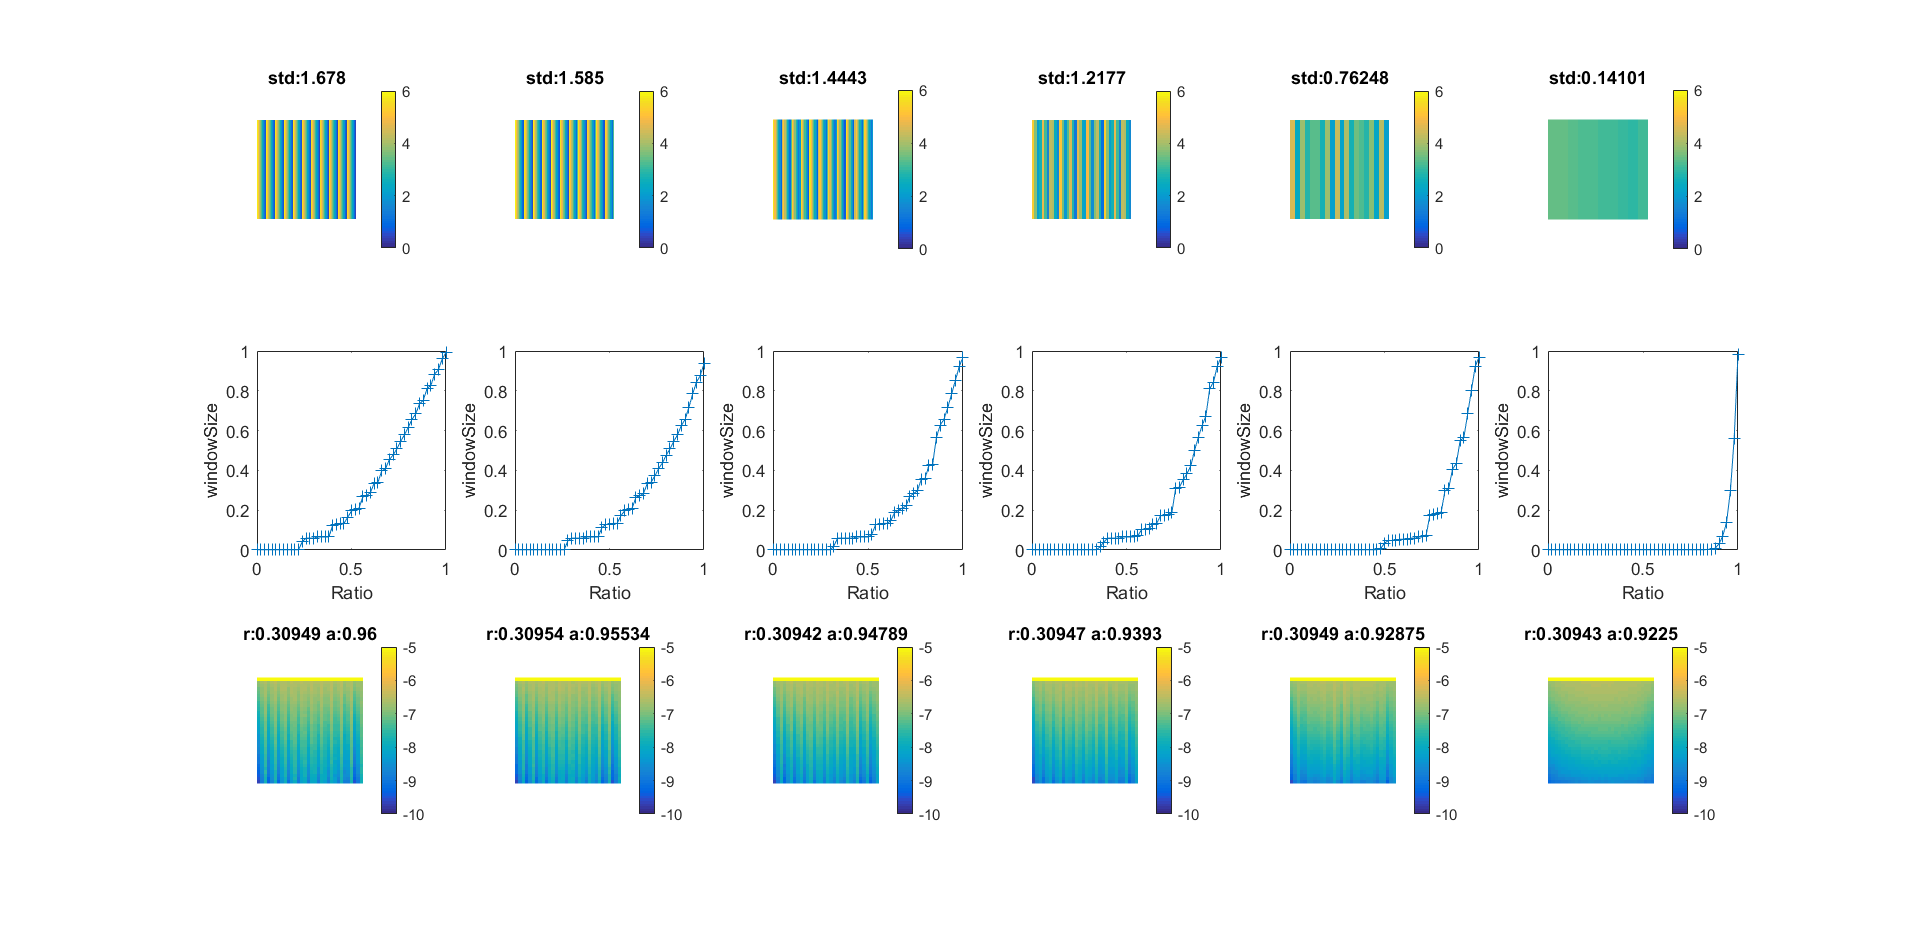 std:1.678 std:1.585 std:1.4443 std:1.2177 std:0.76248 std:0.14101
6 6 6 6 6 6
4 4 4 4 4 4
2 2 2 2 2 2
0 0 0 0 0 0
windowSize windowSize windowSize windowSize windowSize windowSize
1 1 1 1 1 1
0.8 0.8 0.8 0.8 0.8 0.8
0.6 0.6 0.6 0.6 0.6 0.6
0.4 0.4 0.4 0.4 0.4 0.4
0.2 0.2 0.2 0.2 0.2 0.2
0 0 0 0 0 0
0 0.5 1 0 0.5 1 0 0.5 1 0 0.5 1 0 0.5 1 0 0.5 1
Ratio Ratio Ratio Ratio Ratio Ratio
r:0.30949 a:0.96 r:0.30954 a:0.95534 r:0.30942 a:0.94789 r:0.30947 a:0.9393 r:0.30949 a:0.92875 r:0.30943 a:0.9225
-5 -5 -5 -5 -5 -5
-6 -6 -6 -6 -6 -6
-7 -7 -7 -7 -7 -7
-8 -8 -8 -8 -8 -8
-9 -9 -9 -9 -9 -9
-10 -10 -10 -10 -10 -10